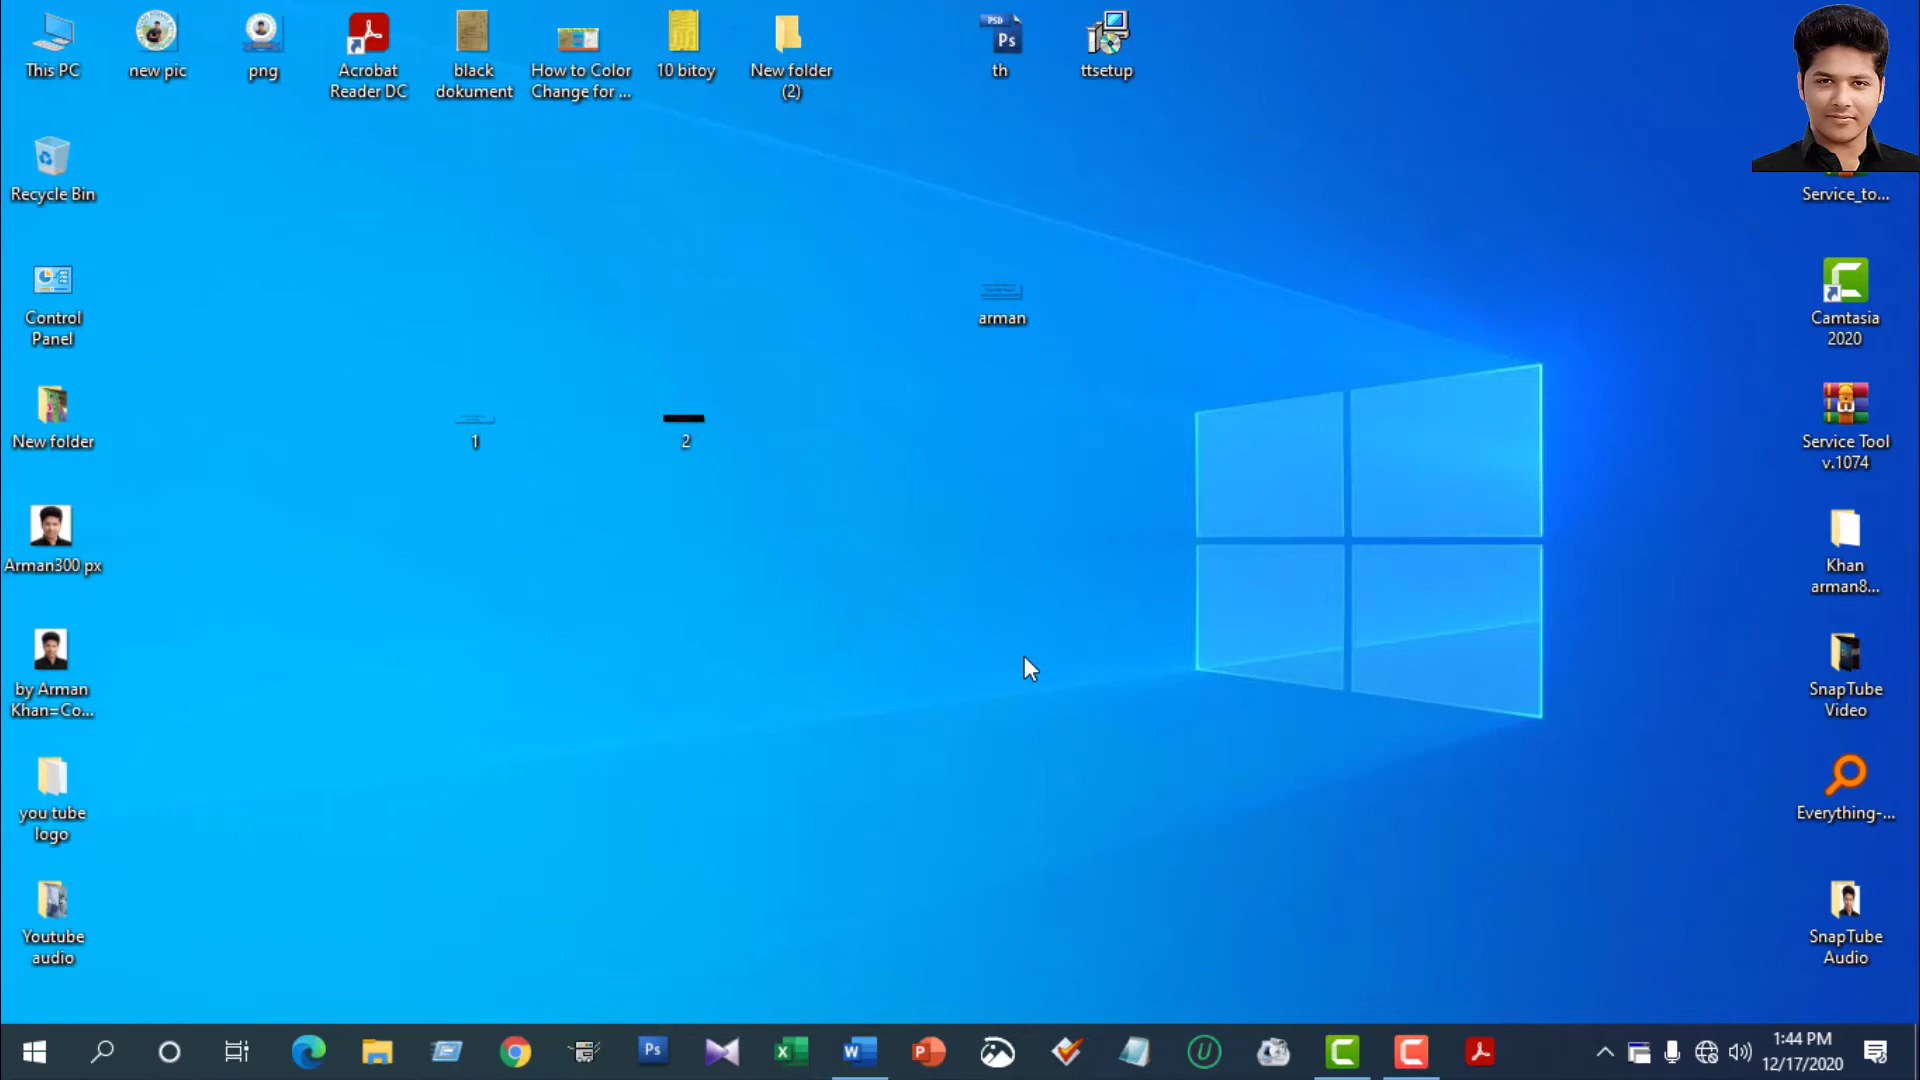 This PC
new pic
png
Acrobat
Reader DC
black
dokument
How to Color
Change for ...
10 bitoy
New folder
(2)
PSD
Ps
th
ttsetup
Recycle Bin
Service_to...
Control
Panel
arman
Camtasia
2020
New folder
1
2
Service Tool
v.1074
Arman300 px
Khan
arman8...
by Arman
Khan=Co...
SnapTube
Video
you tube
logo
Everything-...
Youtube
audio
SnapTube
Audio
Ps
1:44 PM
12/17/2020